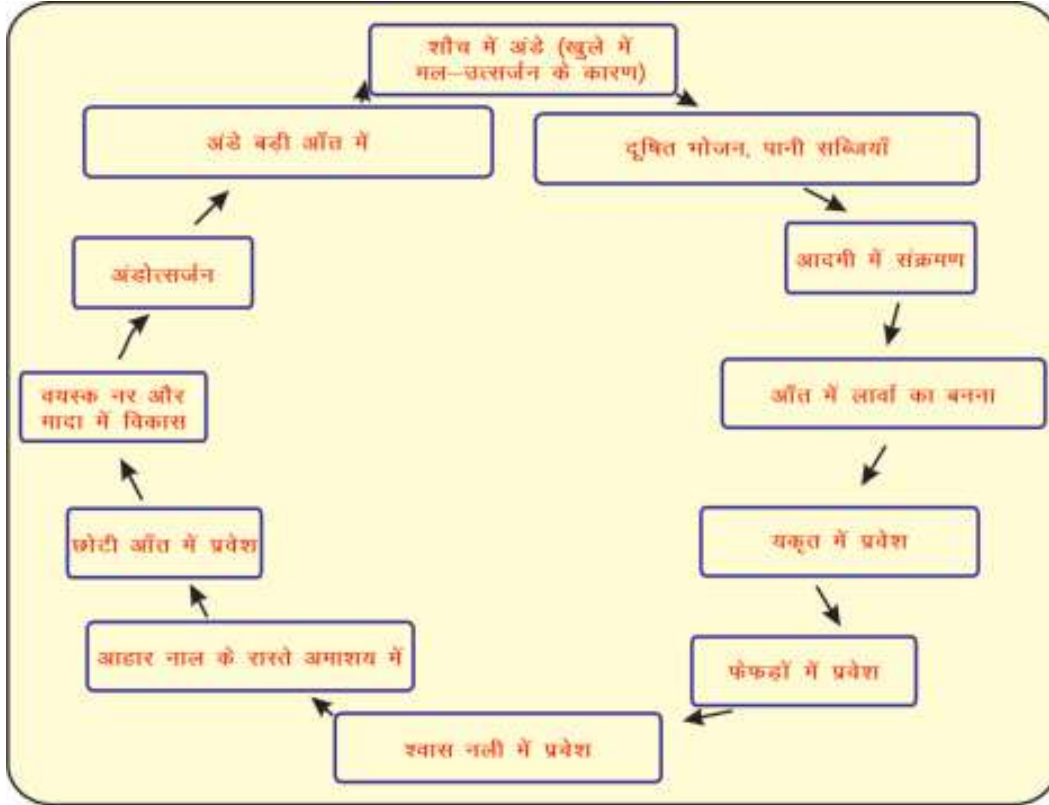 शौच में अंडे (खुले में
मल–उत्सर्जन के कारण)
दूषित भोजन, पानी सब्जियाँ
आदमी में संक्रमण
आँत में लार्वा का बनना
यकृत में प्रवेश
फेफड़ों में प्रवेश
श्वास नली में प्रवेश
आहार नाल के रास्ते अमाशय में
छोटी आँत में प्रवेश
वयस्क नर और
मादा में विकास
अंडोत्सर्जन
अंडे बड़ी आँत में